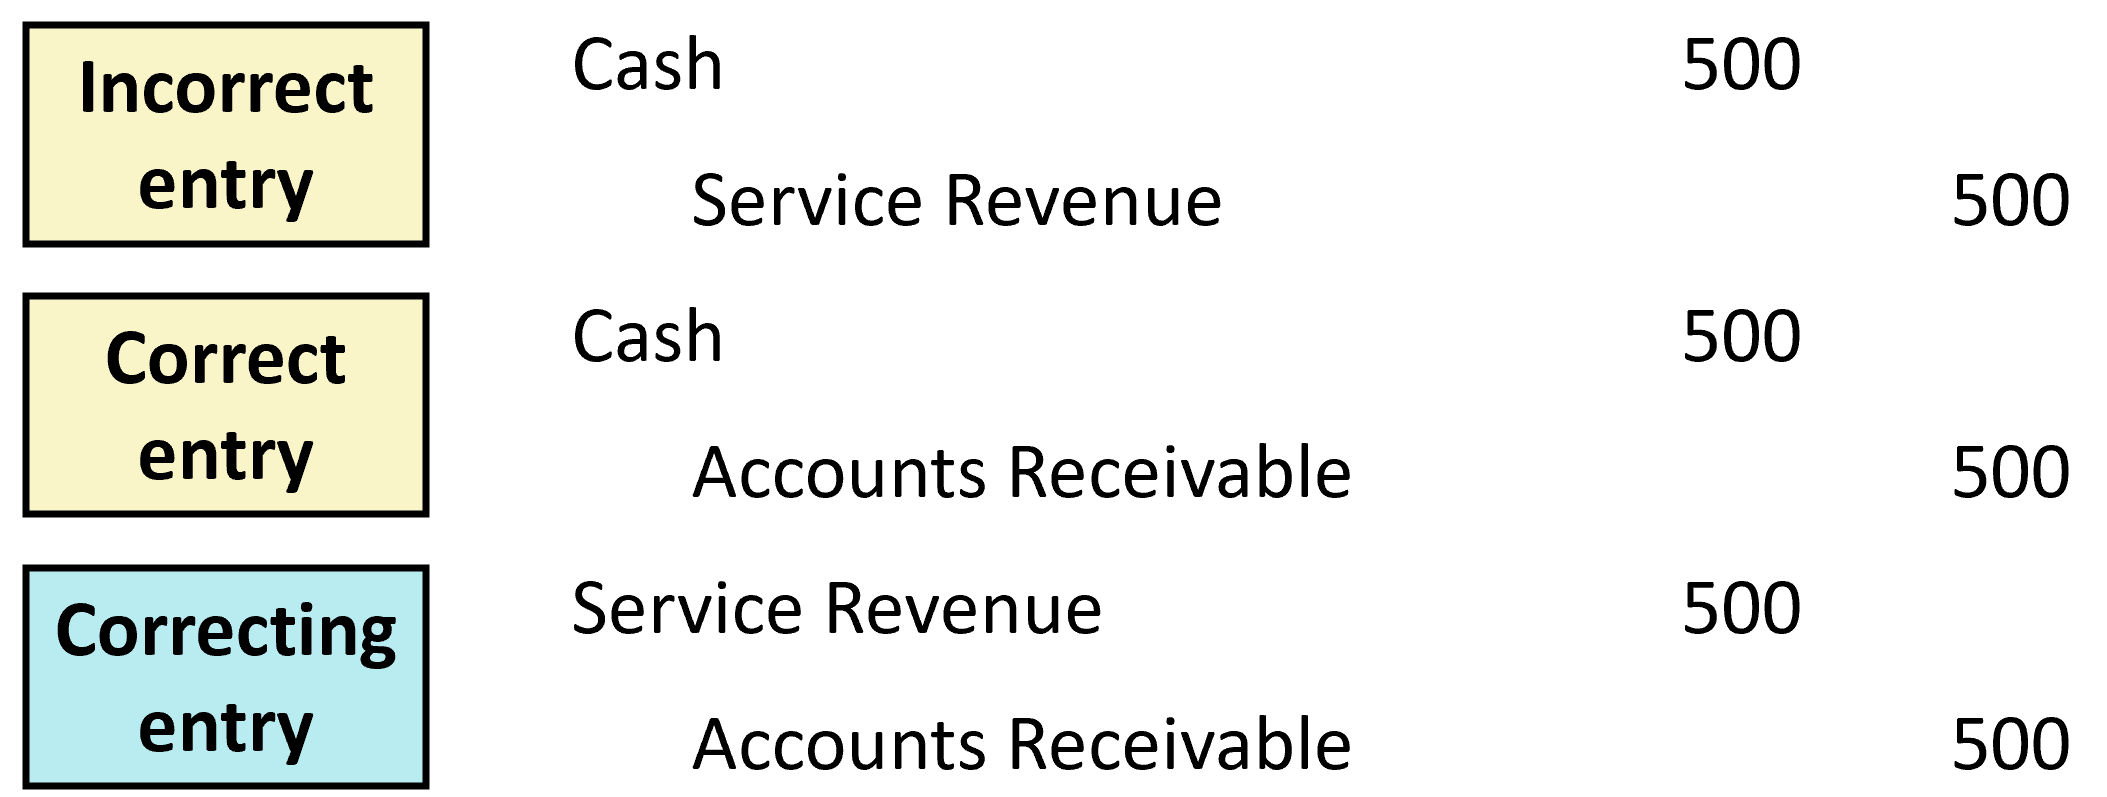 Incorrect entry
Cash 500
Service Revenue 500
Correct entry
Cash 500
Accounts Receivable 500
Correcting entry
Service Revenue 500
Accounts Receivable 500